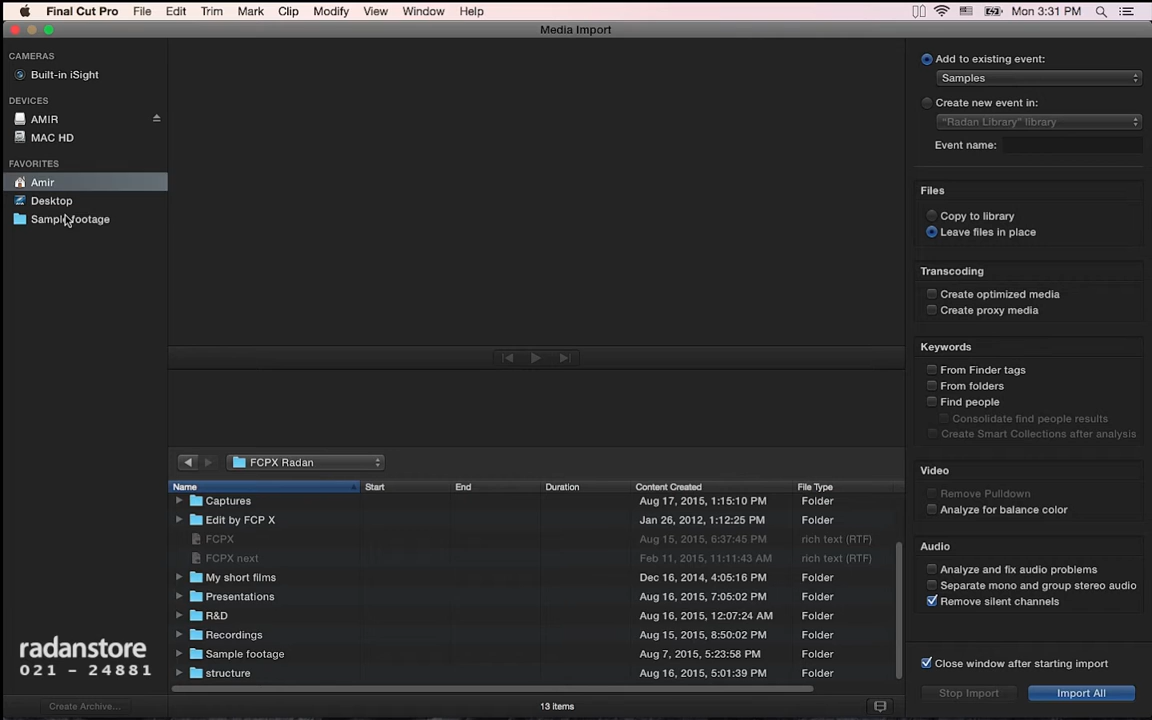 Final Cut Pro File Edit Trim Mark Clip Modify View Window Help Mon 3:31 PM
Media Import
CAMERAS
Built-in iSight
DEVICES
AMIR
MAC HD
FAVORITES
Amir
Desktop
Sample footage
FCPX Radan
Name Start End Duration Content Created File Type
Captures Aug 17, 2015, 1:15:10 PM Folder
Edit by FCP X Jan 26, 2012, 1:12:25 PM Folder
FCPX Aug 15, 2015, 6:37:45 PM rich text (RTF)
FCPX next Feb 11, 2015, 11:11:43 AM rich text (RTF)
My short films Dec 16, 2014, 4:05:16 PM Folder
Presentations Aug 16, 2015, 7:05:02 PM Folder
R&D Aug 16, 2015, 12:07:24 AM Folder
Recordings Aug 15, 2015, 8:50:02 PM Folder
Sample footage Aug 7, 2015, 5:23:58 PM Folder
structure Aug 16, 2015, 5:01:39 PM Folder
13 items
Create Archive...
radanstore
021 - 24881
Add to existing event:
Samples
Create new event in:
"Radan Library" library
Event name:
Files
Copy to library
Leave files in place
Transcoding
Create optimized media
Create proxy media
Keywords
From Finder tags
From folders
Find people
Consolidate find people results
Create Smart Collections after analysis
Video
Remove Pulldown
Analyze for balance color
Audio
Analyze and fix audio problems
Separate mono and group stereo audio
Remove silent channels
Close window after starting import
Stop Import Import All